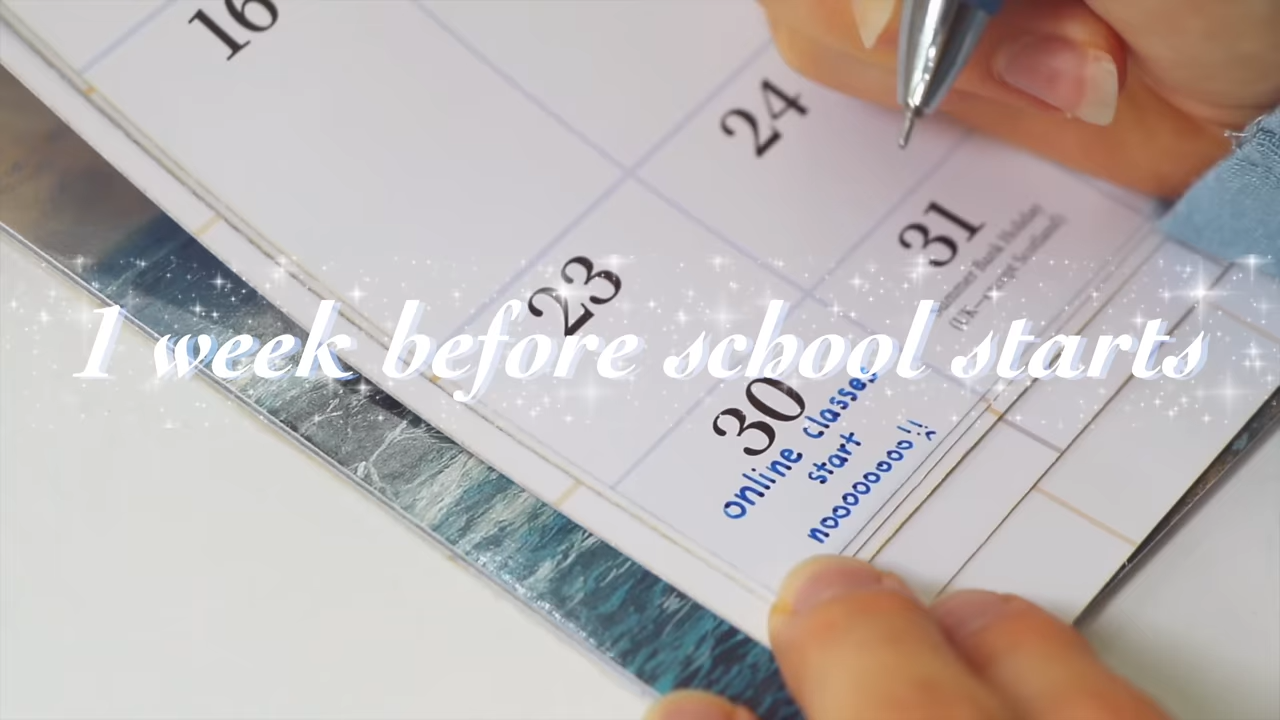 16
24
31
Summer Bank Holiday
(UK– except Scotland)
23
1 week before school starts
30
online classes
start
noooooooo!!